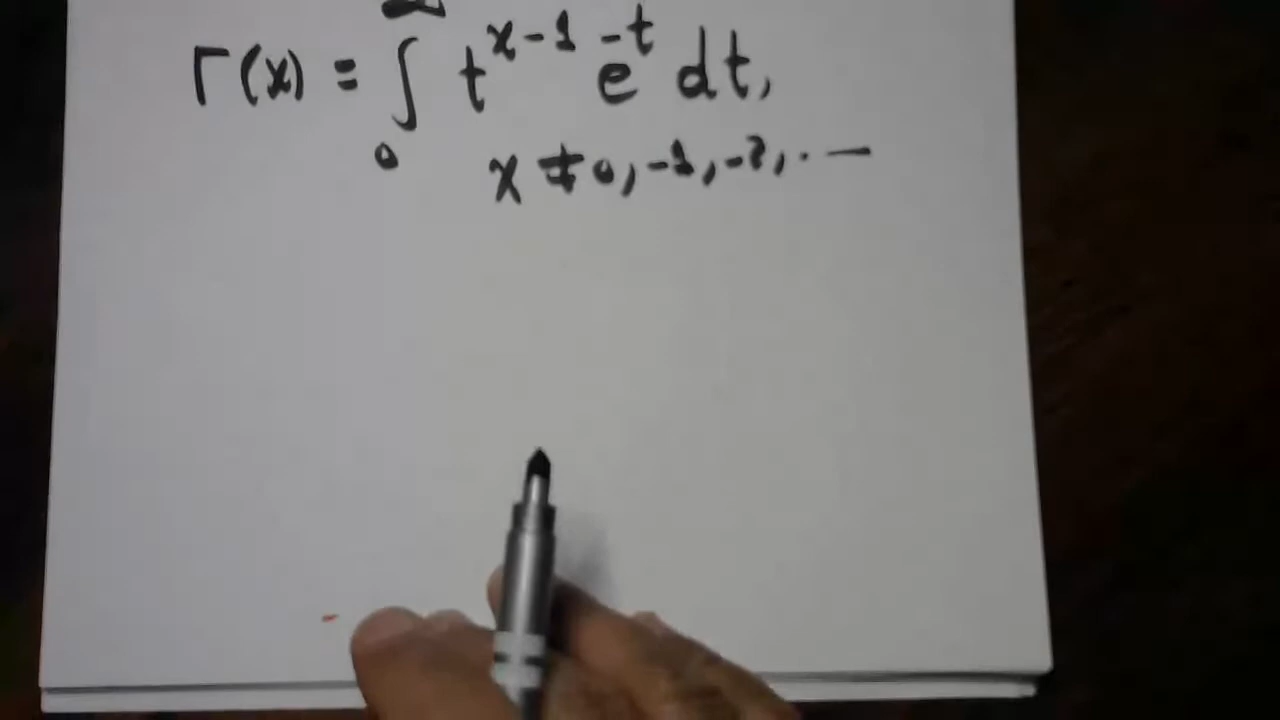 ∞
Γ(x) = ∫ t^{x-1} e^{-t} dt,
0 x ≠ 0, -1, -2, . —